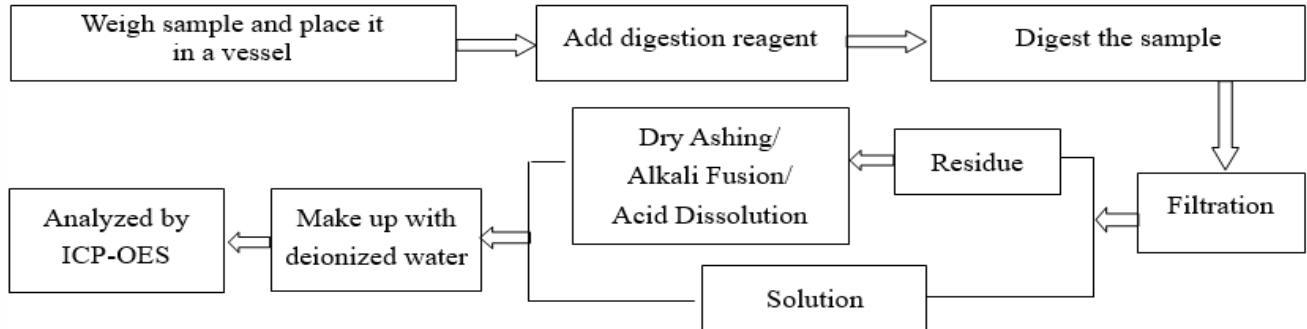 Weigh sample and place it
in a vessel
Add digestion reagent
Digest the sample
Filtration
Residue
Dry Ashing/
Alkali Fusion/
Acid Dissolution
Solution
Make up with
deionized water
Analyzed by
ICP-OES